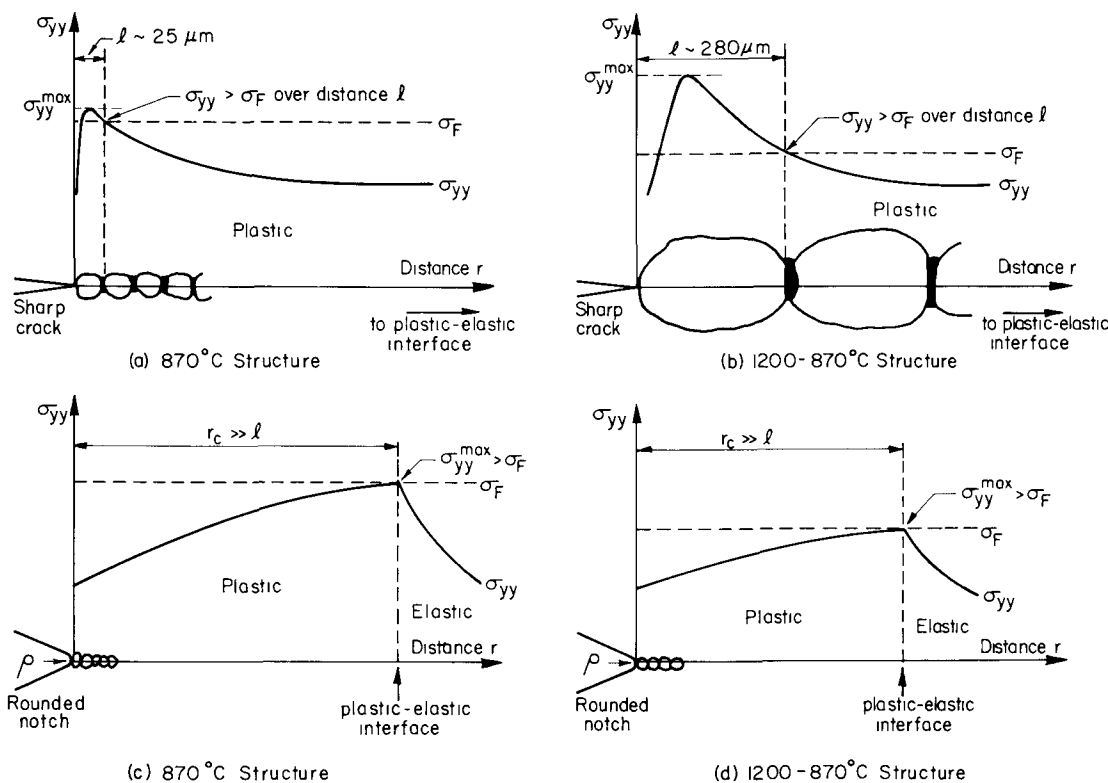 σyy
ℓ ~ 25 μm
σyy^max
σyy > σF over distance ℓ
σF
σyy
Plastic
Distance r
Sharp
crack
to plastic-elastic
interface
(a) 870°C Structure
σyy
ℓ ~ 280μm
σyy^max
σyy > σF over distance ℓ
σF
σyy
Plastic
Distance r
Sharp
crack
to plastic-elastic
interface
(b) 1200-870°C Structure
σyy
rc >> ℓ
σyy^max > σF
σF
Plastic
σyy
Elastic
Distance r
ρ
Rounded
notch
plastic-elastic
interface
(c) 870°C Structure
σyy
rc >> ℓ
σyy^max > σF
σF
σyy
Plastic
Elastic
Distance r
ρ
Rounded
notch
plastic-elastic
interface
(d) 1200-870°C Structure